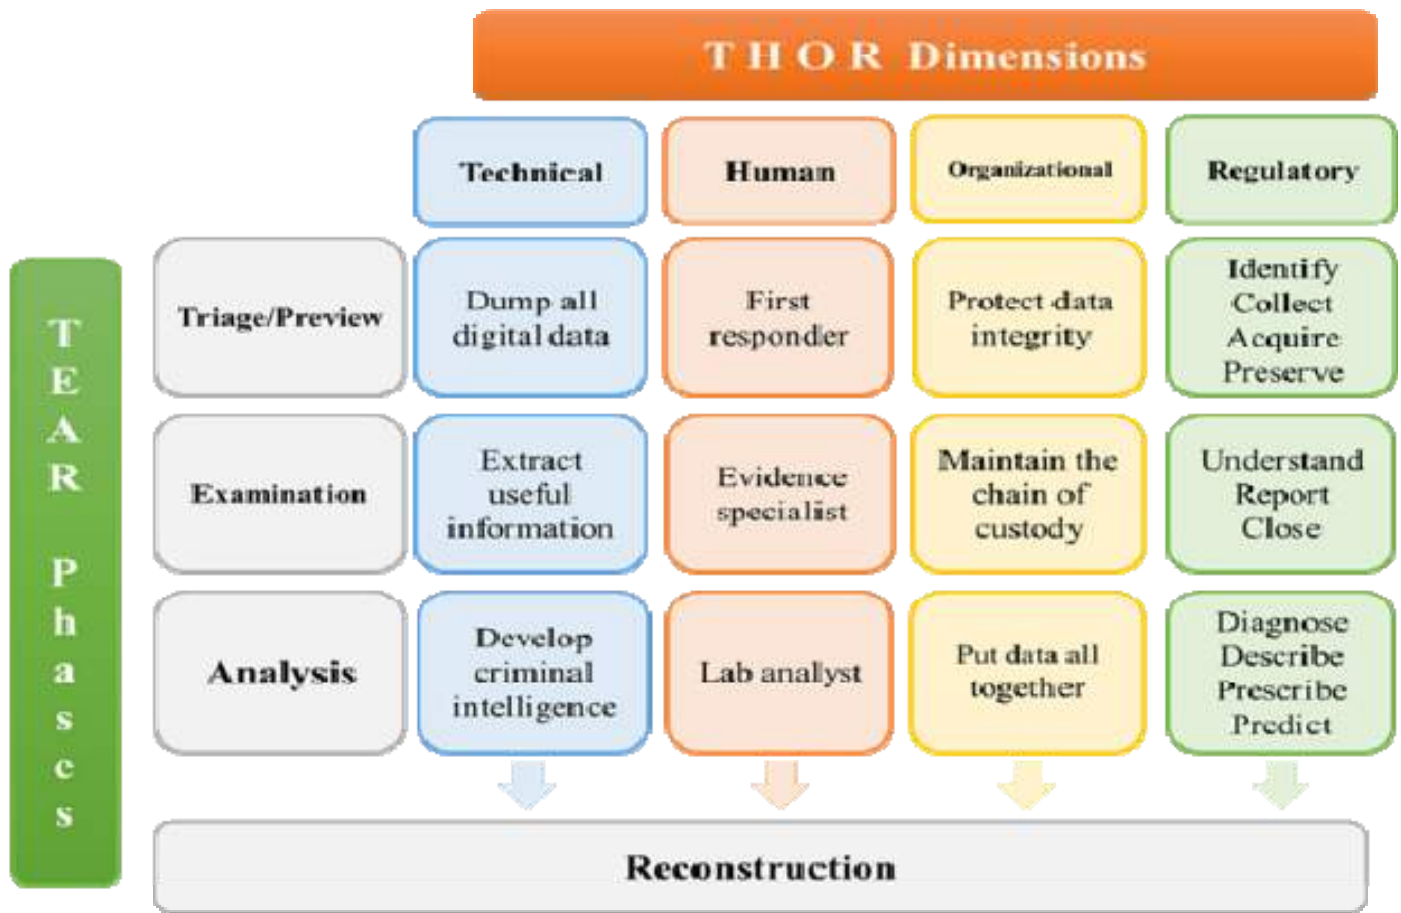 T H O R Dimensions
Technical
Human
Organizational
Regulatory
TEAR Phases
Triage/Preview
Dump all
digital data
First
responder
Protect data
integrity
Identify
Collect
Acquire
Preserve
Examination
Extract
useful
information
Evidence
specialist
Maintain the
chain of
custody
Understand
Report
Close
Analysis
Develop
criminal
intelligence
Lab analyst
Put data all
together
Diagnose
Describe
Prescribe
Predict
Reconstruction